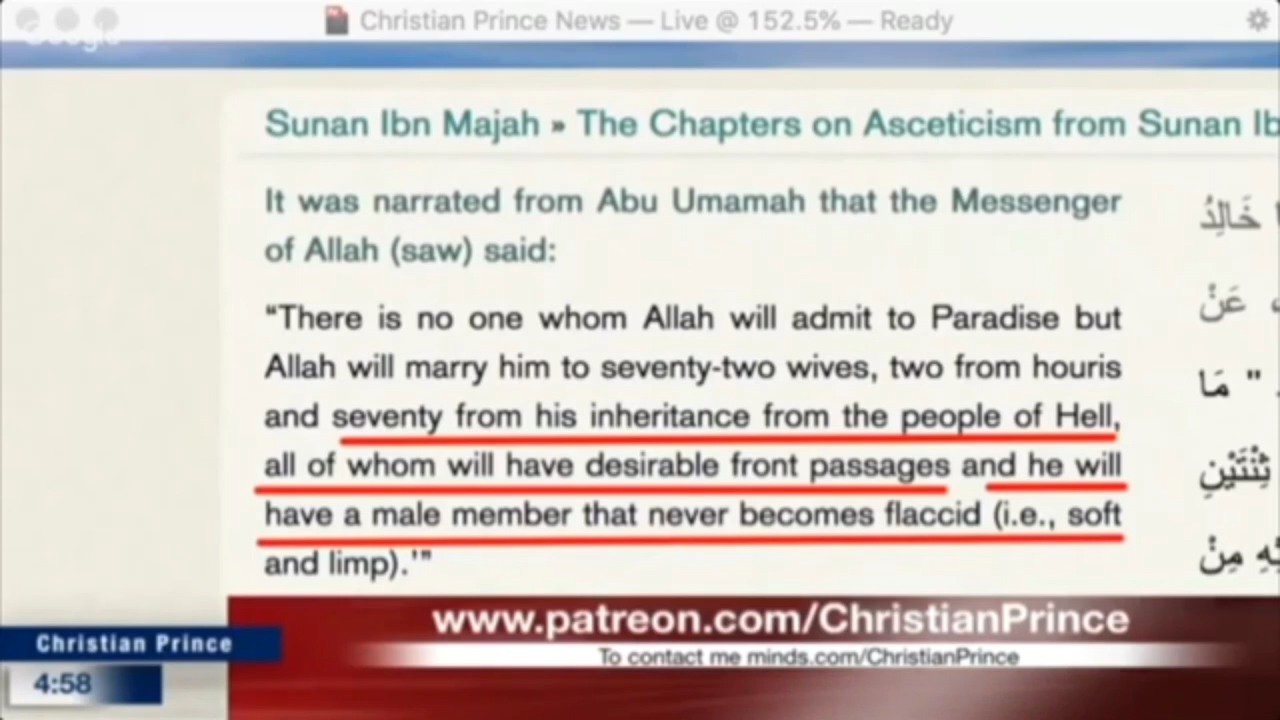 Christian Prince News — Live @ 152.5% — Ready
Google
Sunan Ibn Majah » The Chapters on Asceticism from Sunan Ib
It was narrated from Abu Umamah that the Messenger
of Allah (saw) said:
“There is no one whom Allah will admit to Paradise but
Allah will marry him to seventy-two wives, two from houris
and seventy from his inheritance from the people of Hell,
all of whom will have desirable front passages and he will
have a male member that never becomes flaccid (i.e., soft
and limp).'”
خَالِدُ
عَنْ
" مَا
ثِنْتَيْنِ
مِنْ
www.patreon.com/ChristianPrince
To contact me minds.com/ChristianPrince
Christian Prince
4:58